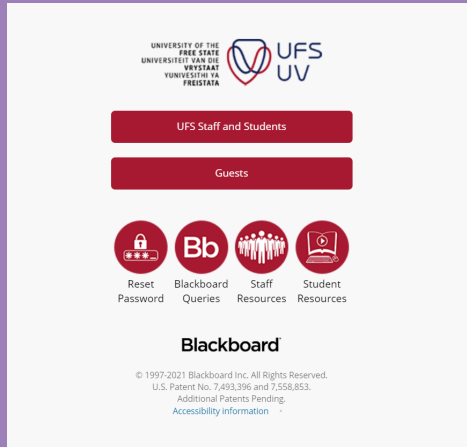 UNIVERSITY OF THE
FREE STATE
UNIVERSITEIT VAN DIE
VRYSTAAT
YUNIVESITHI YA
FREISTATA
UFS
UV
UFS Staff and Students
Guests
***_
Bb
Reset
Password
Blackboard
Queries
Staff
Resources
Student
Resources
Blackboard
© 1997-2021 Blackboard Inc. All Rights Reserved.
U.S. Patent No. 7,493,396 and 7,558,853.
Additional Patents Pending.
Accessibility information